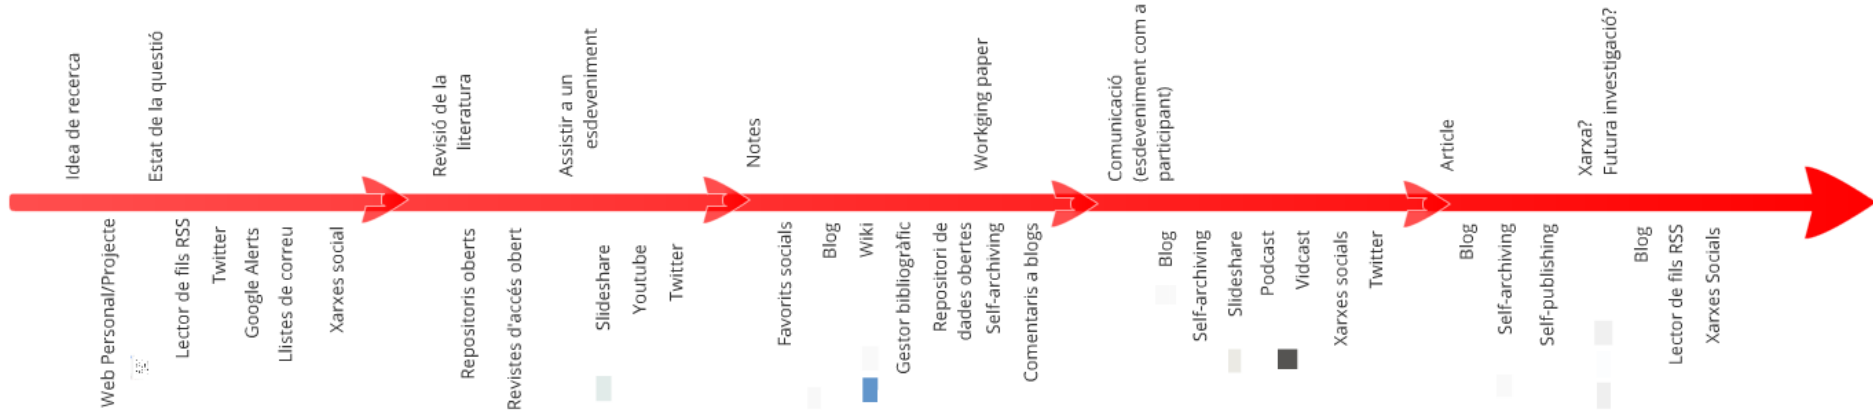 Idea de recerca
Estat de la questió
Revisió de la
literatura
Assistir a un
esdeveniment
Notes
Workging paper
Comunicació
(esdeveniment com a
participant)
Article
Xarxa?
Futura investigació?
Web Personal/Projecte
Lector de fils RSS
Twitter
Google Alerts
Llistes de correu
Xarxes social
Repositoris oberts
Revistes d'accés obert
Slideshare
Youtube
Twitter
Favorits socials
Blog
Wiki
Gestor bibliogràfic
Repositori de
dades obertes
Self-archiving
Comentaris a blogs
Blog
Self-archiving
Slideshare
Podcast
Vidcast
Xarxes socials
Twitter
Blog
Self-archiving
Self-publishing
Blog
Lector de fils RSS
Xarxes Socials